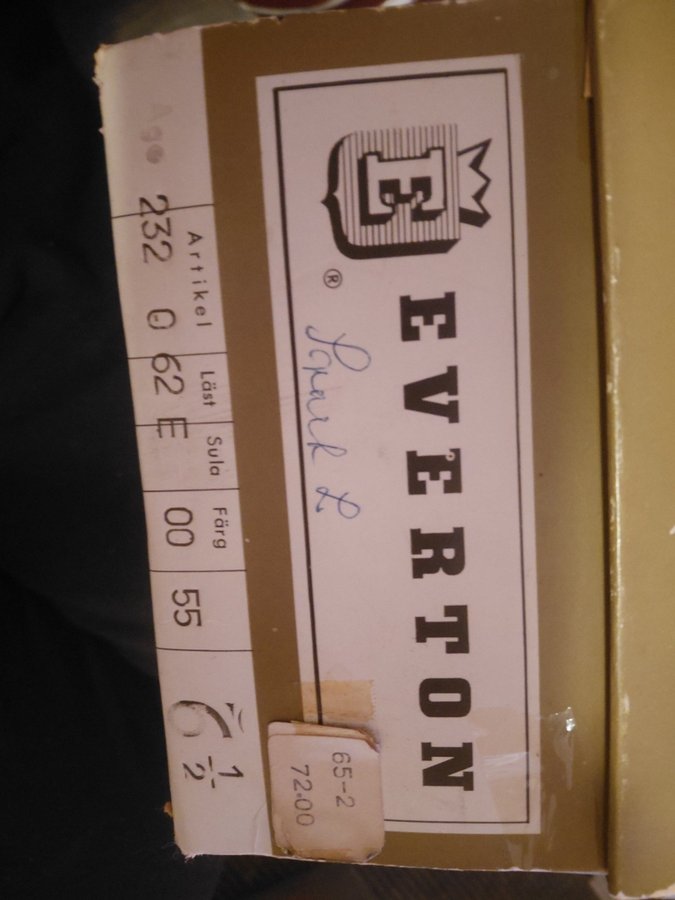 E
®
EVERTON
65-2
72.00
Artikel Läst Sula Färg
232 0 62 E 00 55 6 1/2